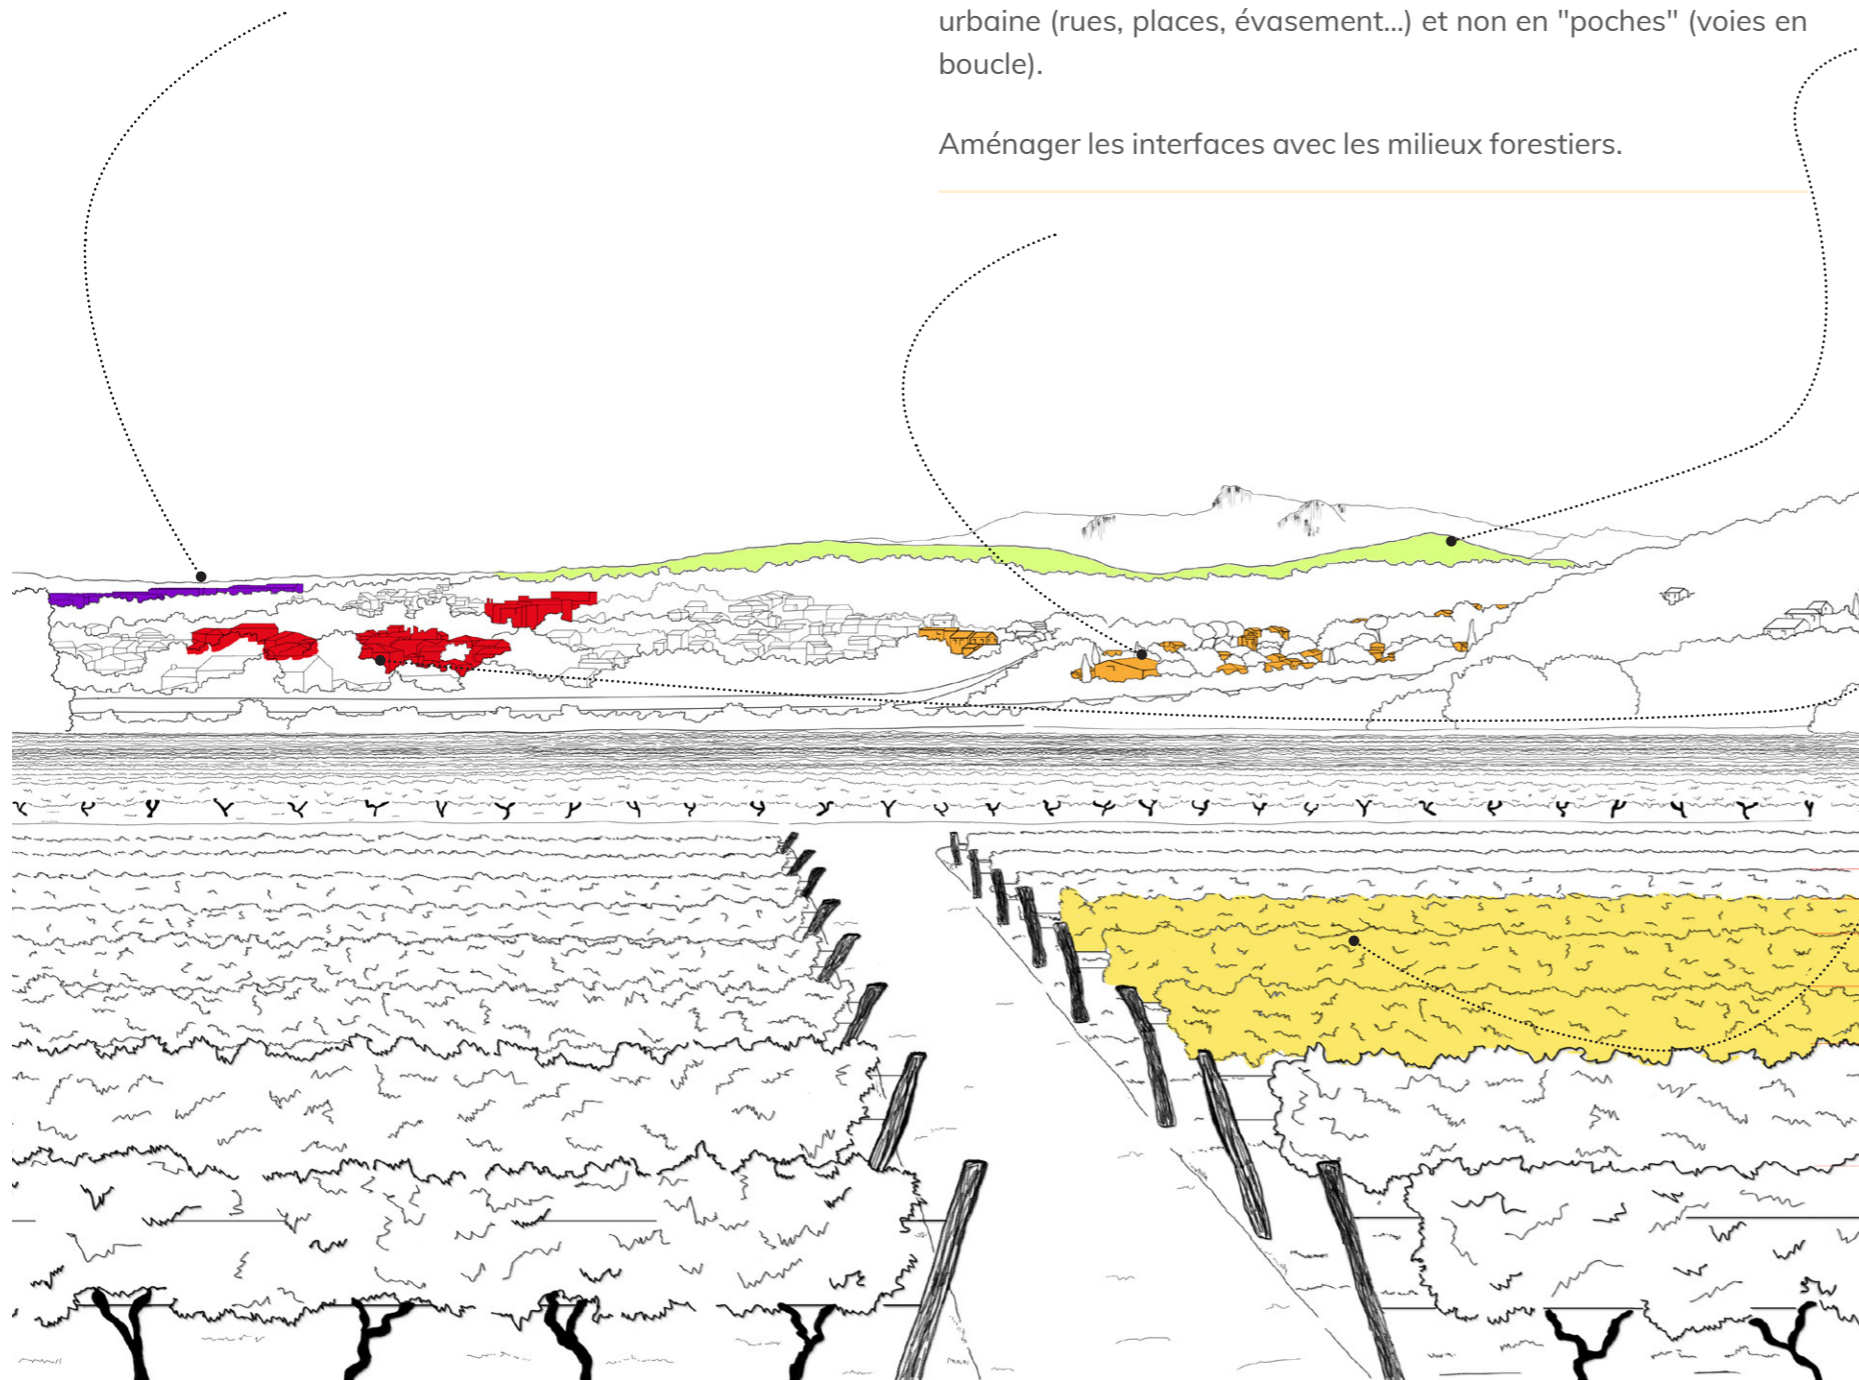 urbaine (rues, places, évasement...) et non en "poches" (voies en
boucle).
Aménager les interfaces avec les milieux forestiers.